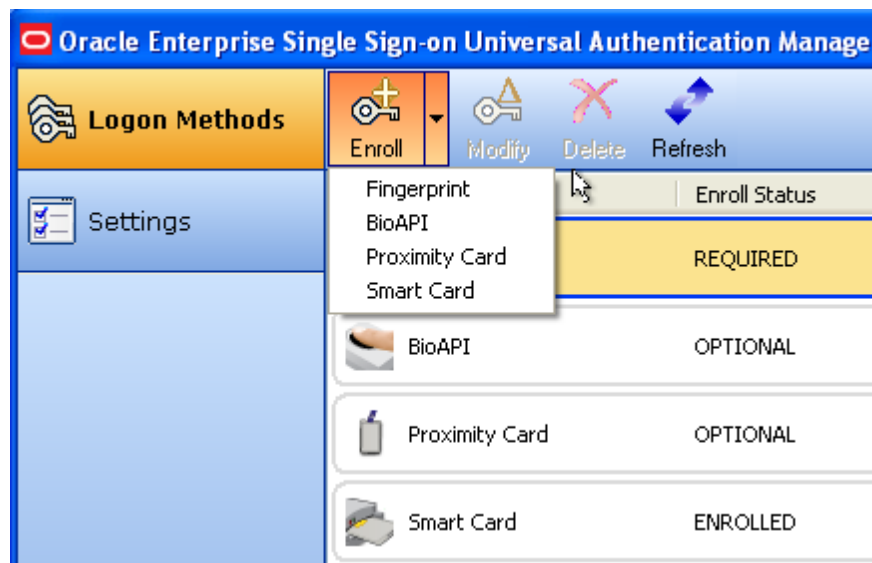 Oracle Enterprise Single Sign-on Universal Authentication Manage
Logon Methods
Enroll
Modify
Delete
Refresh
Settings
Fingerprint
BioAPI
Proximity Card
Smart Card
Enroll Status
REQUIRED
BioAPI OPTIONAL
Proximity Card OPTIONAL
Smart Card ENROLLED